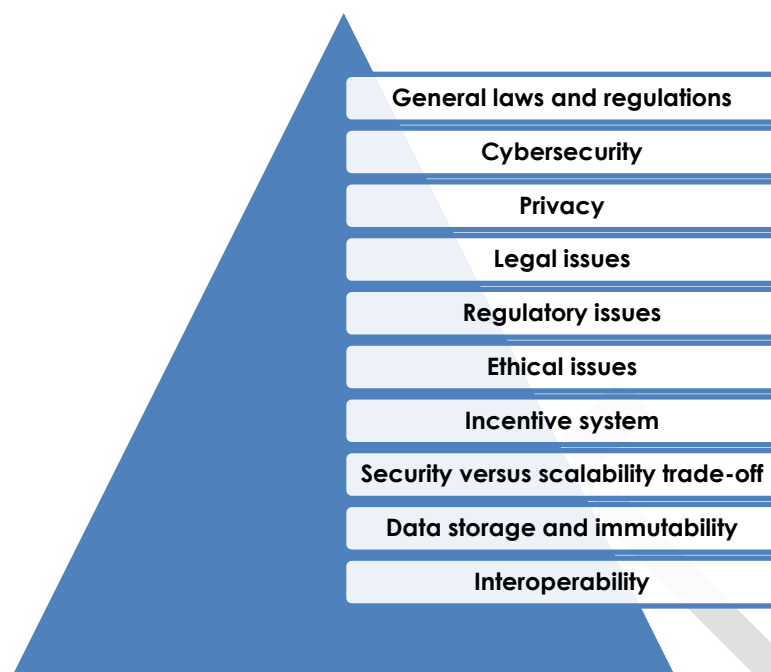 General laws and regulations
Cybersecurity
Privacy
Legal issues
Regulatory issues
Ethical issues
Incentive system
Security versus scalability trade-off
Data storage and immutability
Interoperability